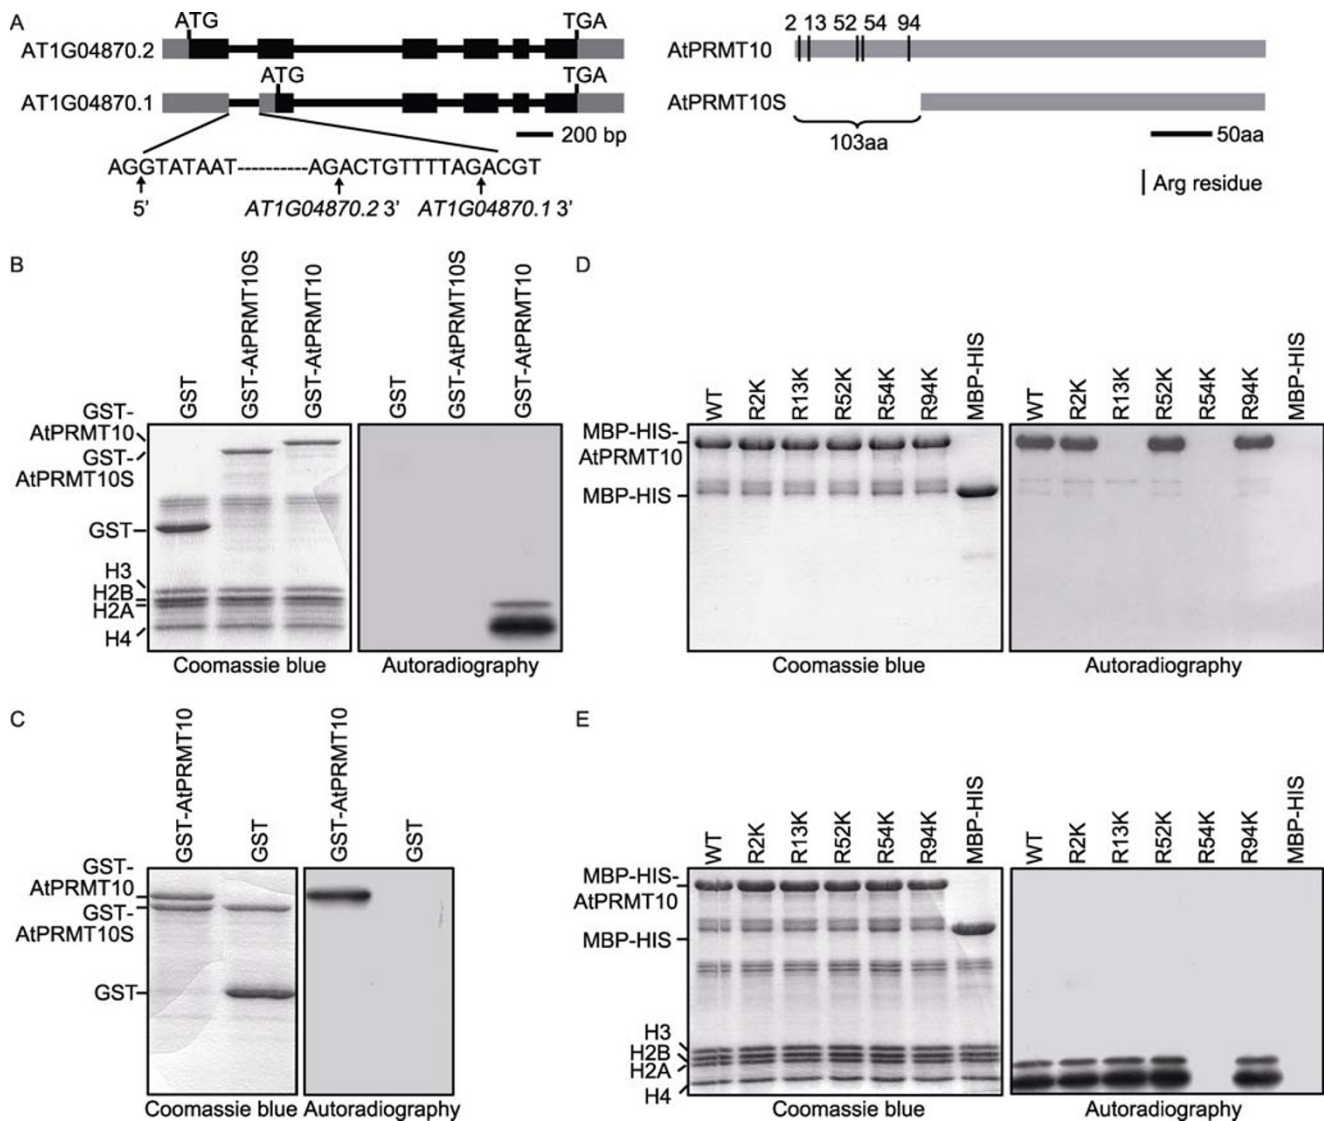 A
ATG TGA
AT1G04870.2
ATG TGA
AT1G04870.1
200 bp
AGGTATAAT----------AGACTGTTTTAGACGT
5' AT1G04870.2 3' AT1G04870.1 3'
2 13 52 54 94
AtPRMT10
AtPRMT10S
103aa
50aa
Arg residue
B
GST
GST-AtPRMT10S
GST-AtPRMT10
GST
GST-AtPRMT10S
GST-AtPRMT10
GST-
AtPRMT10
GST-
AtPRMT10S
GST
H3
H2B
H2A
H4
Coomassie blue
Autoradiography
C
GST-AtPRMT10
GST
GST-AtPRMT10
GST
GST-
AtPRMT10
GST-
AtPRMT10S
GST
Coomassie blue
Autoradiography
D
WT
R2K
R13K
R52K
R54K
R94K
MBP-HIS
WT
R2K
R13K
R52K
R54K
R94K
MBP-HIS
MBP-HIS-
AtPRMT10
MBP-HIS
Coomassie blue
Autoradiography
E
WT
R2K
R13K
R52K
R54K
R94K
MBP-HIS
WT
R2K
R13K
R52K
R54K
R94K
MBP-HIS
MBP-HIS-
AtPRMT10
MBP-HIS
H3
H2B
H2A
H4
Coomassie blue
Autoradiography